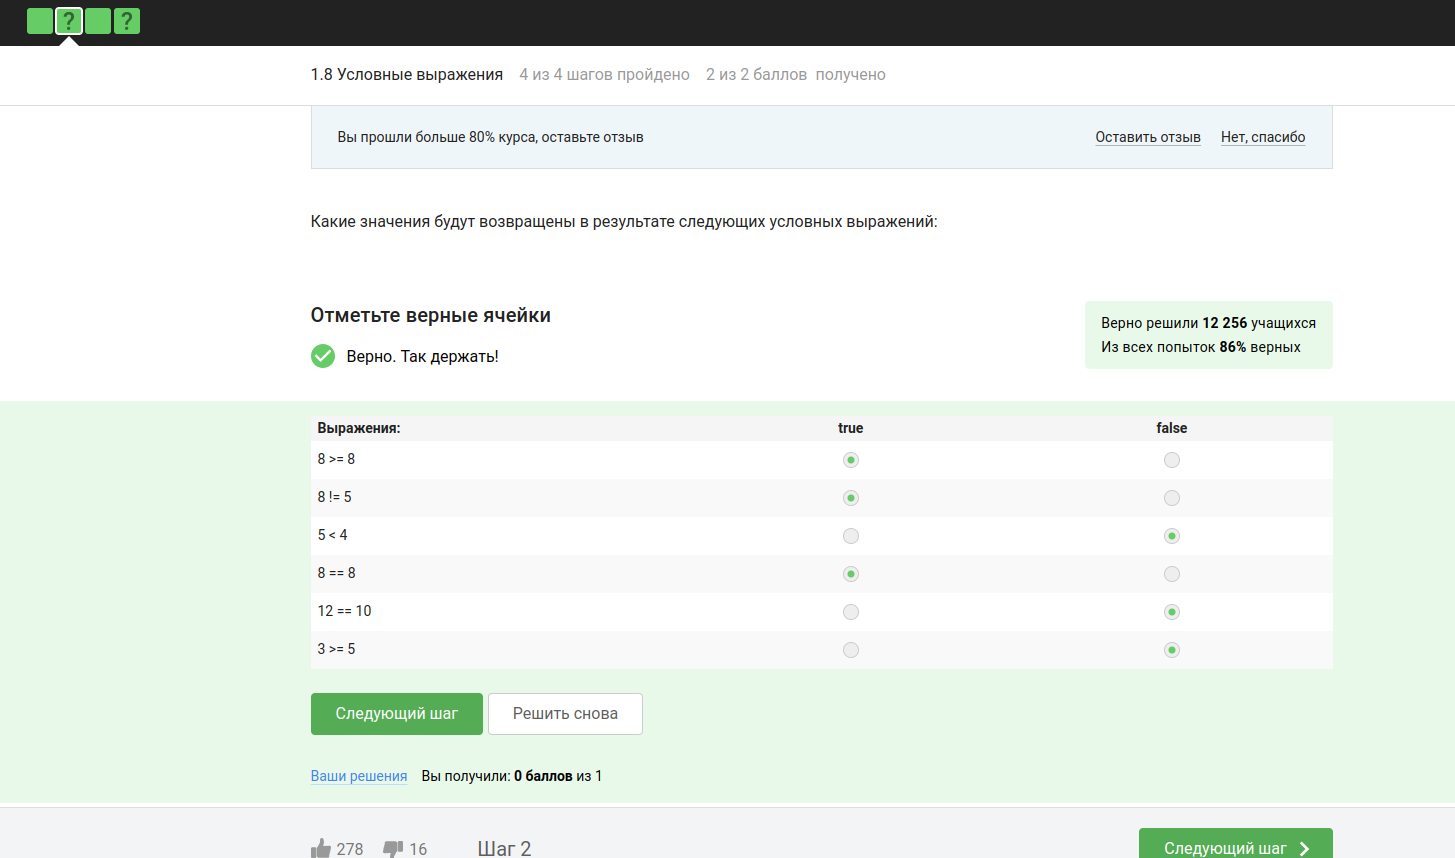 ? ?
1.8 Условные выражения 4 из 4 шагов пройдено 2 из 2 баллов получено
Вы прошли больше 80% курса, оставьте отзыв Оставить отзыв Нет, спасибо
Какие значения будут возвращены в результате следующих условных выражений:
Отметьте верные ячейки
Верно. Так держать!
Верно решили 12 256 учащихся
Из всех попыток 86% верных
Выражения: true false
8 >= 8
8 != 5
5 < 4
8 == 8
12 == 10
3 >= 5
Следующий шаг Решить снова
Ваши решения Вы получили: 0 баллов из 1
278 16 Шаг 2 Следующий шаг